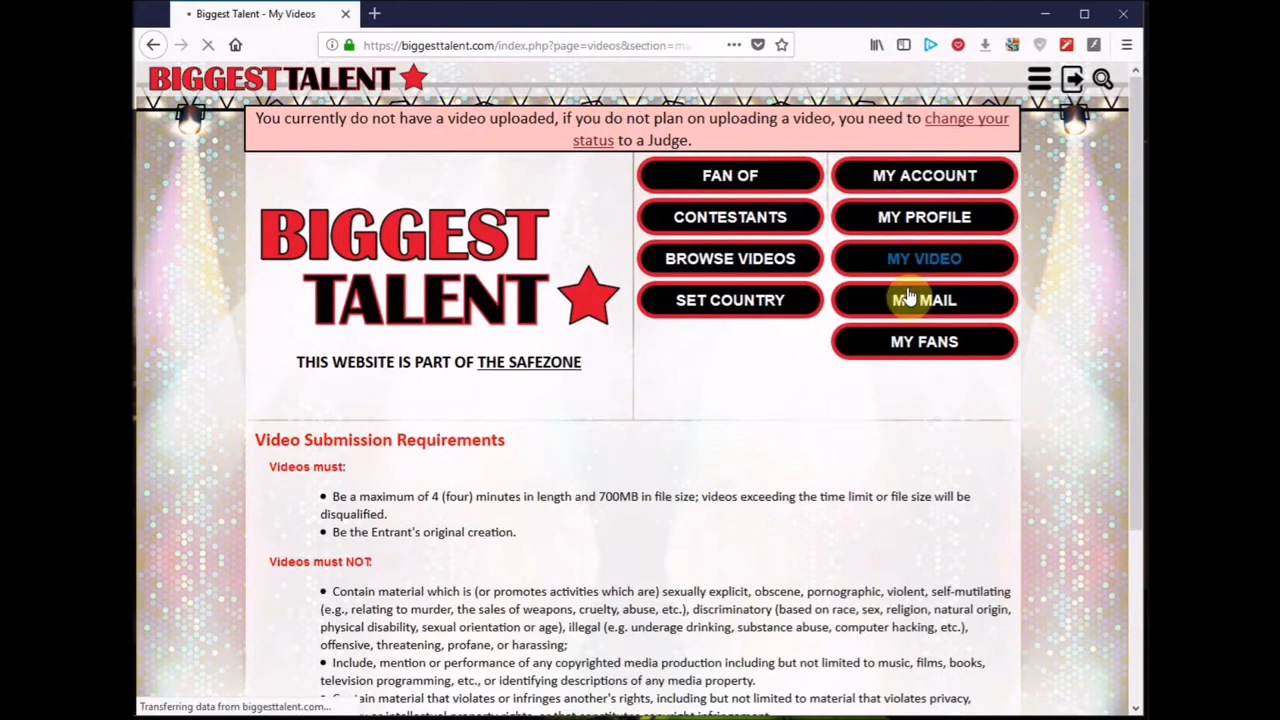 Biggest Talent - My Videos
https://biggesttalent.com/index.php?page=videos&section=ma
BIGGEST TALENT
You currently do not have a video uploaded, if you do not plan on uploading a video, you need to change your
status to a Judge.
BIGGEST
TALENT
THIS WEBSITE IS PART OF THE SAFEZONE
FAN OF
CONTESTANTS
BROWSE VIDEOS
SET COUNTRY
MY ACCOUNT
MY PROFILE
MY VIDEO
MY MAIL
MY FANS
Video Submission Requirements
Videos must:
• Be a maximum of 4 (four) minutes in length and 700MB in file size; videos exceeding the time limit or file size will be
disqualified.
• Be the Entrant's original creation.
Videos must NOT:
• Contain material which is (or promotes activities which are) sexually explicit, obscene, pornographic, violent, self-mutilating
(e.g., relating to murder, the sales of weapons, cruelty, abuse, etc.), discriminatory (based on race, sex, religion, natural origin,
physical disability, sexual orientation or age), illegal (e.g. underage drinking, substance abuse, computer hacking, etc.),
offensive, threatening, profane, or harassing;
• Include, mention or performance of any copyrighted media production including but not limited to music, films, books,
television programming, etc., or identifying descriptions of any media property.
Contain material that violates or infringes another's rights, including but not limited to material that violates privacy,
Transferring data from biggesttalent.com...